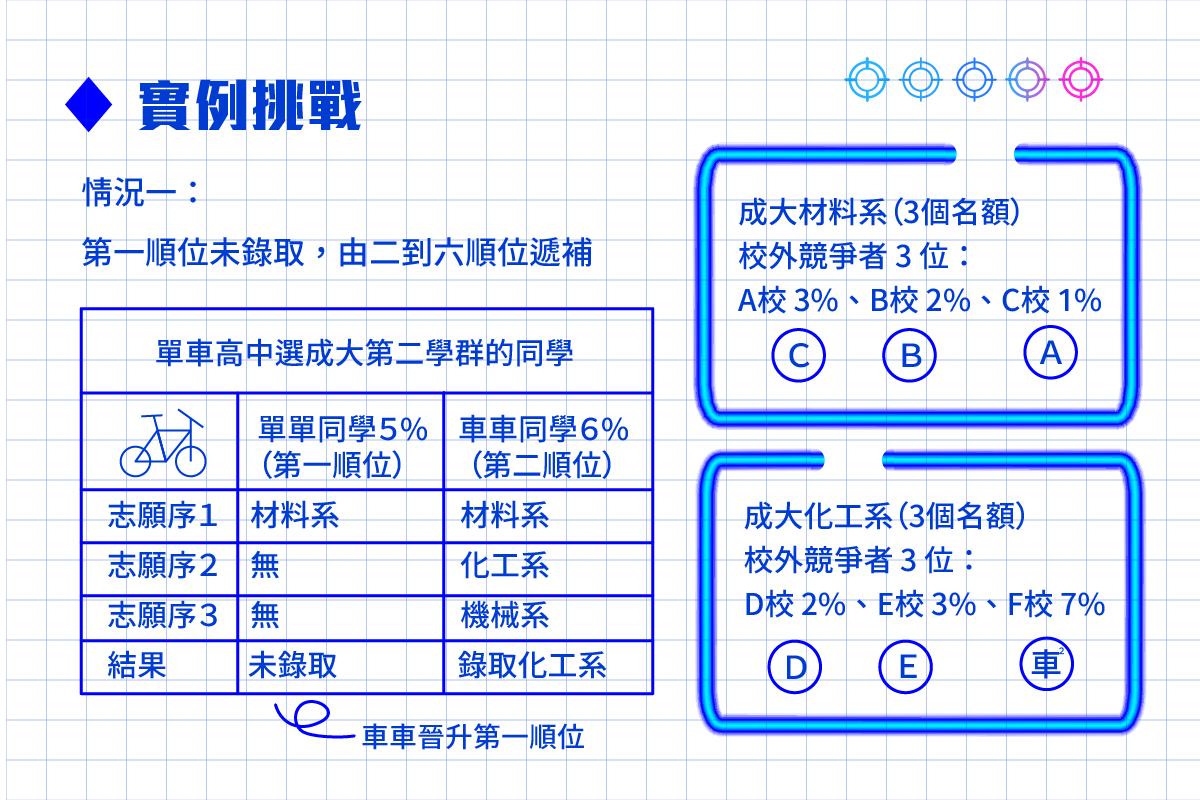 實例挑戰
情況一：
第一順位未錄取，由二到六順位遞補
單車高中選成大第二學群的同學
單單同學5% 車車同學6%
（第一順位） （第二順位）
志願序1 材料系 材料系
志願序2 無 化工系
志願序3 無 機械系
結果 未錄取 錄取化工系
車車晉升第一順位
成大材料系（3個名額）
校外競爭者 3 位：
A校 3%、B校 2%、C校 1%
C B A
成大化工系（3個名額）
校外競爭者 3 位：
D校 2%、E校 3%、F校 7%
D E 車2